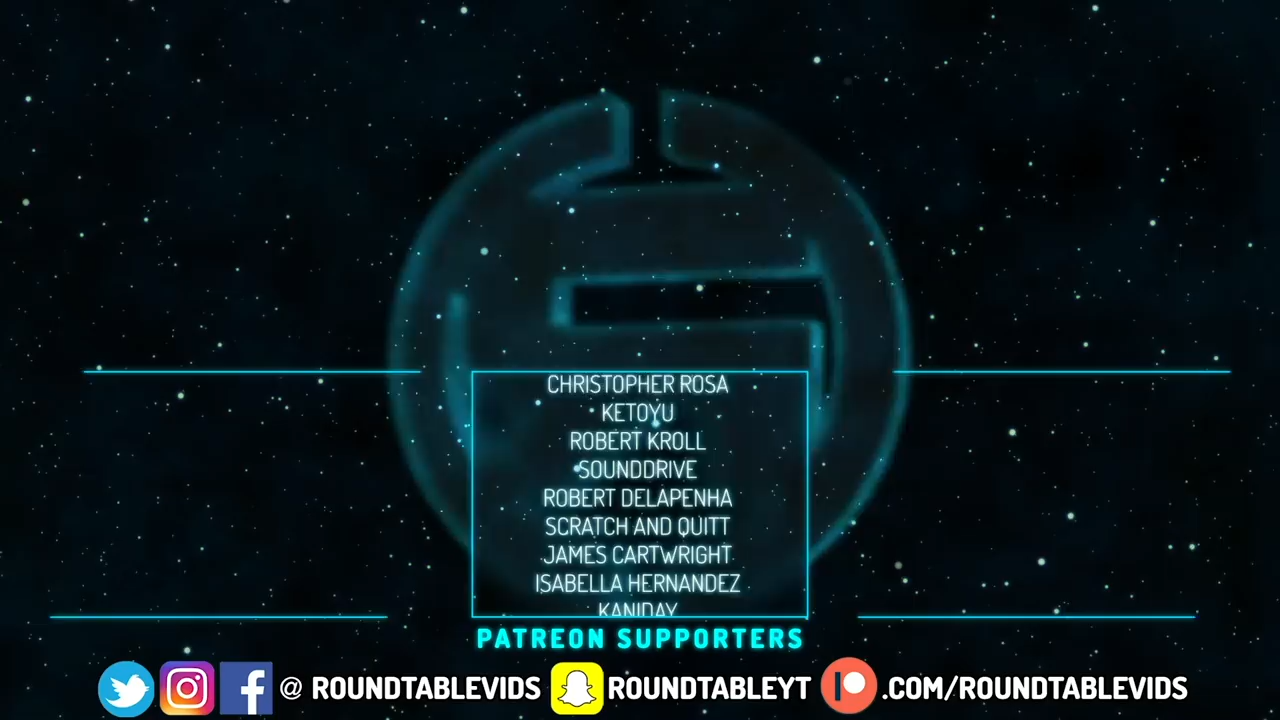 CHRISTOPHER ROSA
KETOYU
ROBERT KROLL
SOUNDDRIVE
ROBERT DELAPENHA
SCRATCH AND QUITT
JAMES CARTWRIGHT
ISABELLA HERNANDEZ
KANIDAY
PATREON SUPPORTERS
@ ROUNDTABLEVIDS ROUNDTABLEYT .COM/ROUNDTABLEVIDS